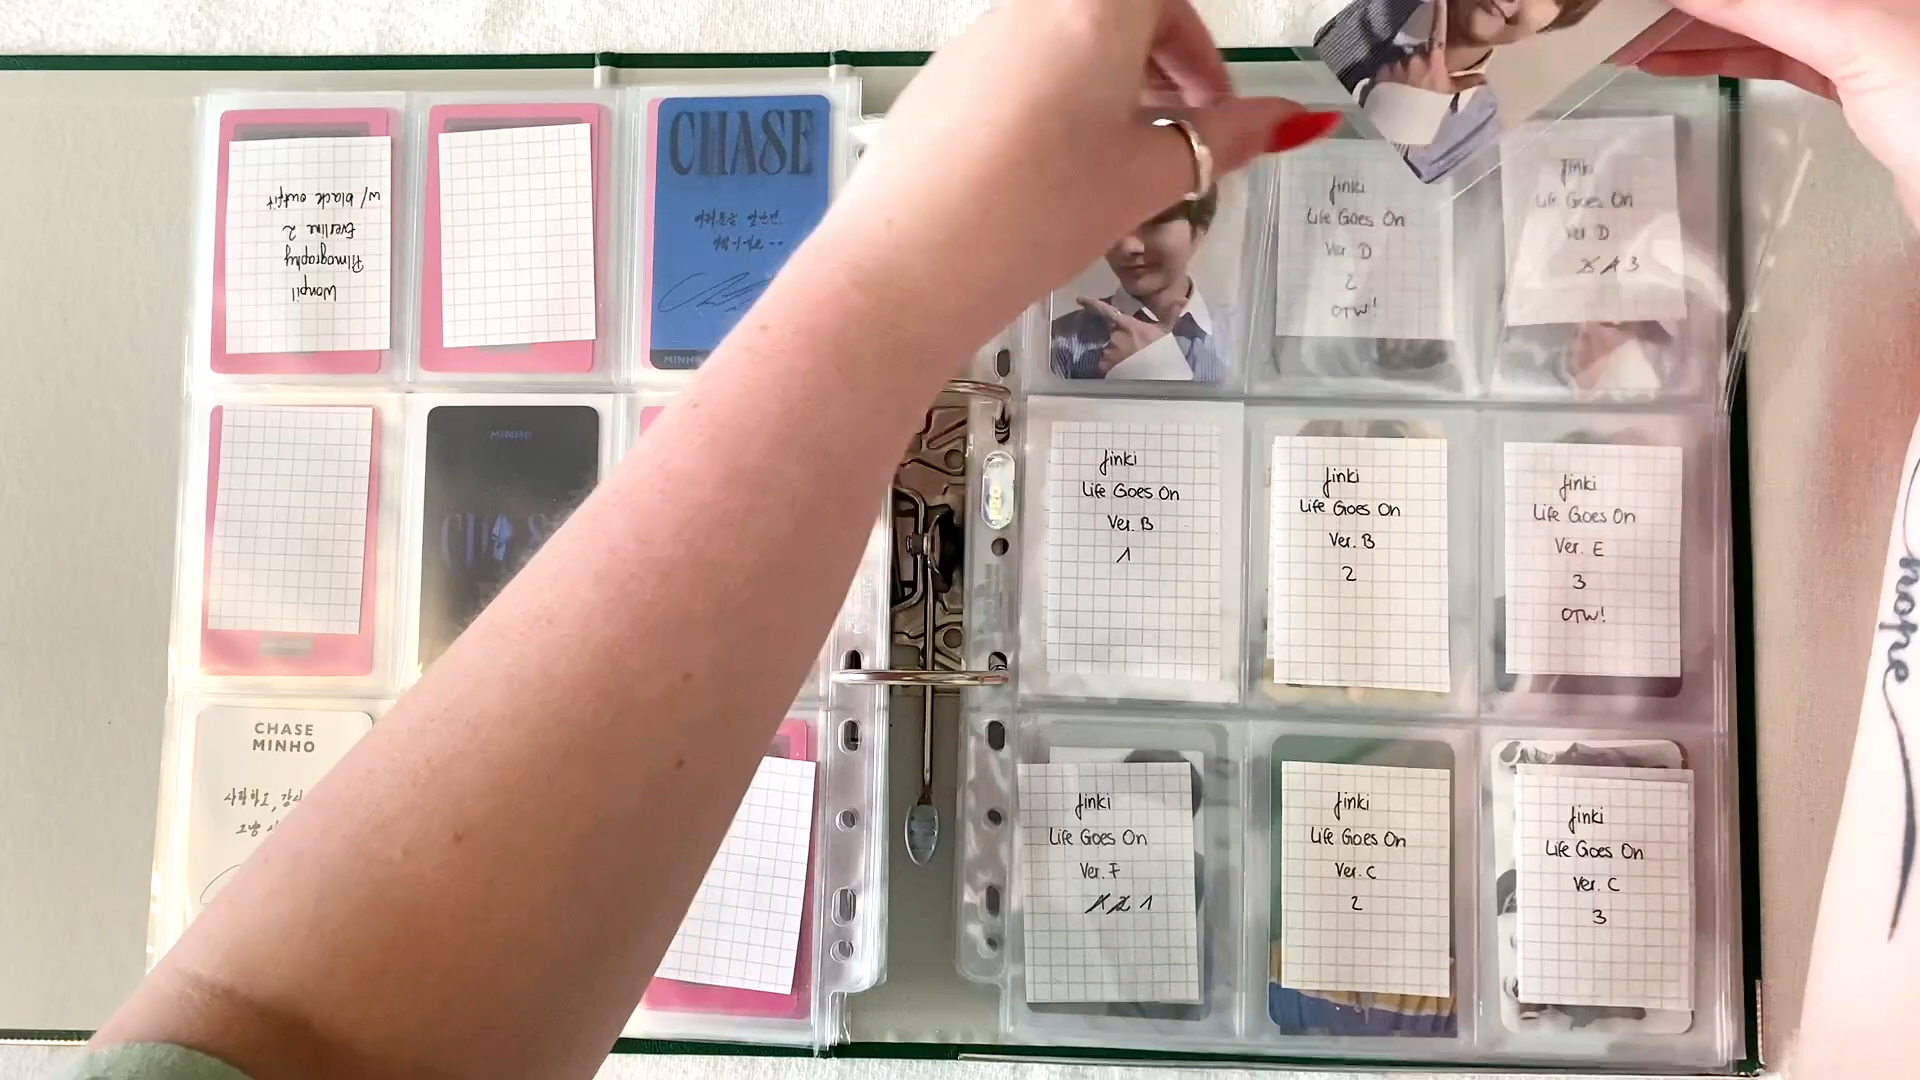 w/ black outfit
Everline 2
Filmography
Wonpil
CHASE
MINHO
CHASE
MINHO
Jinki
Life Goes On
Ver. D
2
OTW!
Jinki
Life Goes On
Ver. D
3
Jinki
Life Goes On
Ver. B
1
Jinki
Life Goes On
Ver. B
2
Jinki
Life Goes On
Ver. E
3
OTW!
Jinki
Life Goes On
Ver. F
1
Jinki
Life Goes On
Ver. C
2
Jinki
Life Goes On
Ver. C
3
nope